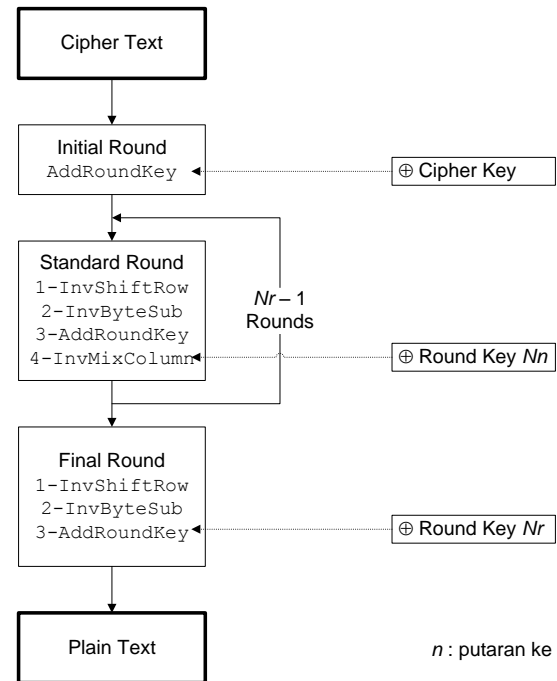 Cipher Text
Initial Round
AddRoundKey
⊕ Cipher Key
Standard Round
1-InvShiftRow
2-InvByteSub
3-AddRoundKey
4-InvMixColumn
Nr – 1
Rounds
⊕ Round Key Nn
Final Round
1-InvShiftRow
2-InvByteSub
3-AddRoundKey
⊕ Round Key Nr
Plain Text
n : putaran ke